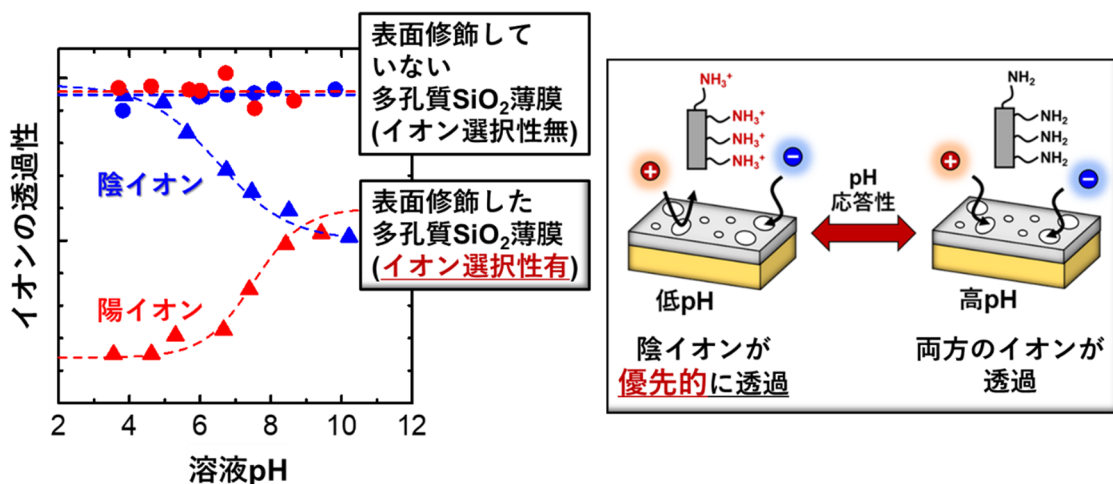 イオンの透過性
陰イオン
陽イオン
2
4
6
8
10
12
溶液pH
表面修飾して
いない
多孔質SiO₂薄膜
(イオン選択性無)
表面修飾した
多孔質SiO₂薄膜
(イオン選択性有)
NH₃⁺
NH₃⁺
NH₃⁺
NH₃⁺
+
−
低pH
陰イオンが
優先的に透過
pH
応答性
NH₂
NH₂
NH₂
NH₂
+
−
高pH
両方のイオンが
透過